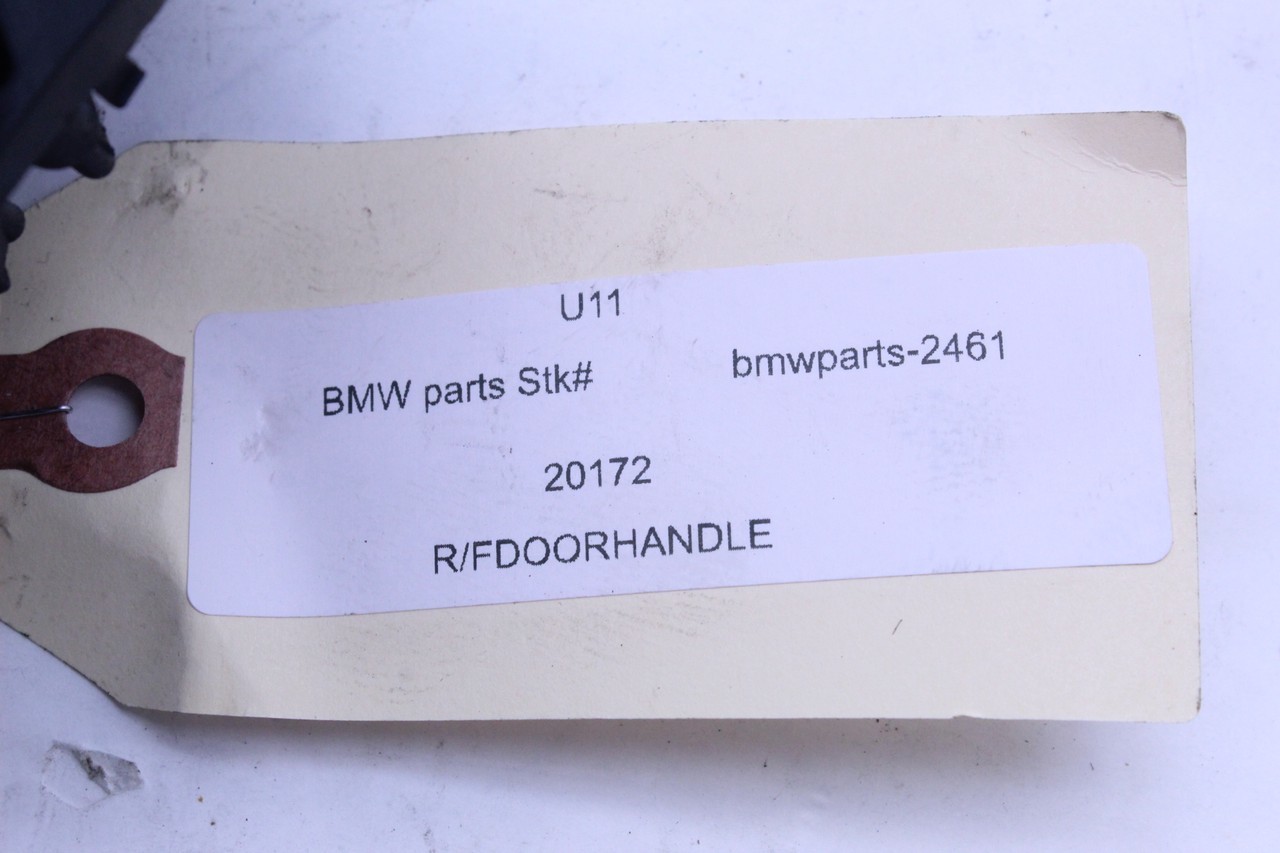 U11
BMW parts Stk# bmwparts-2461
20172
R/FDOORHANDLE